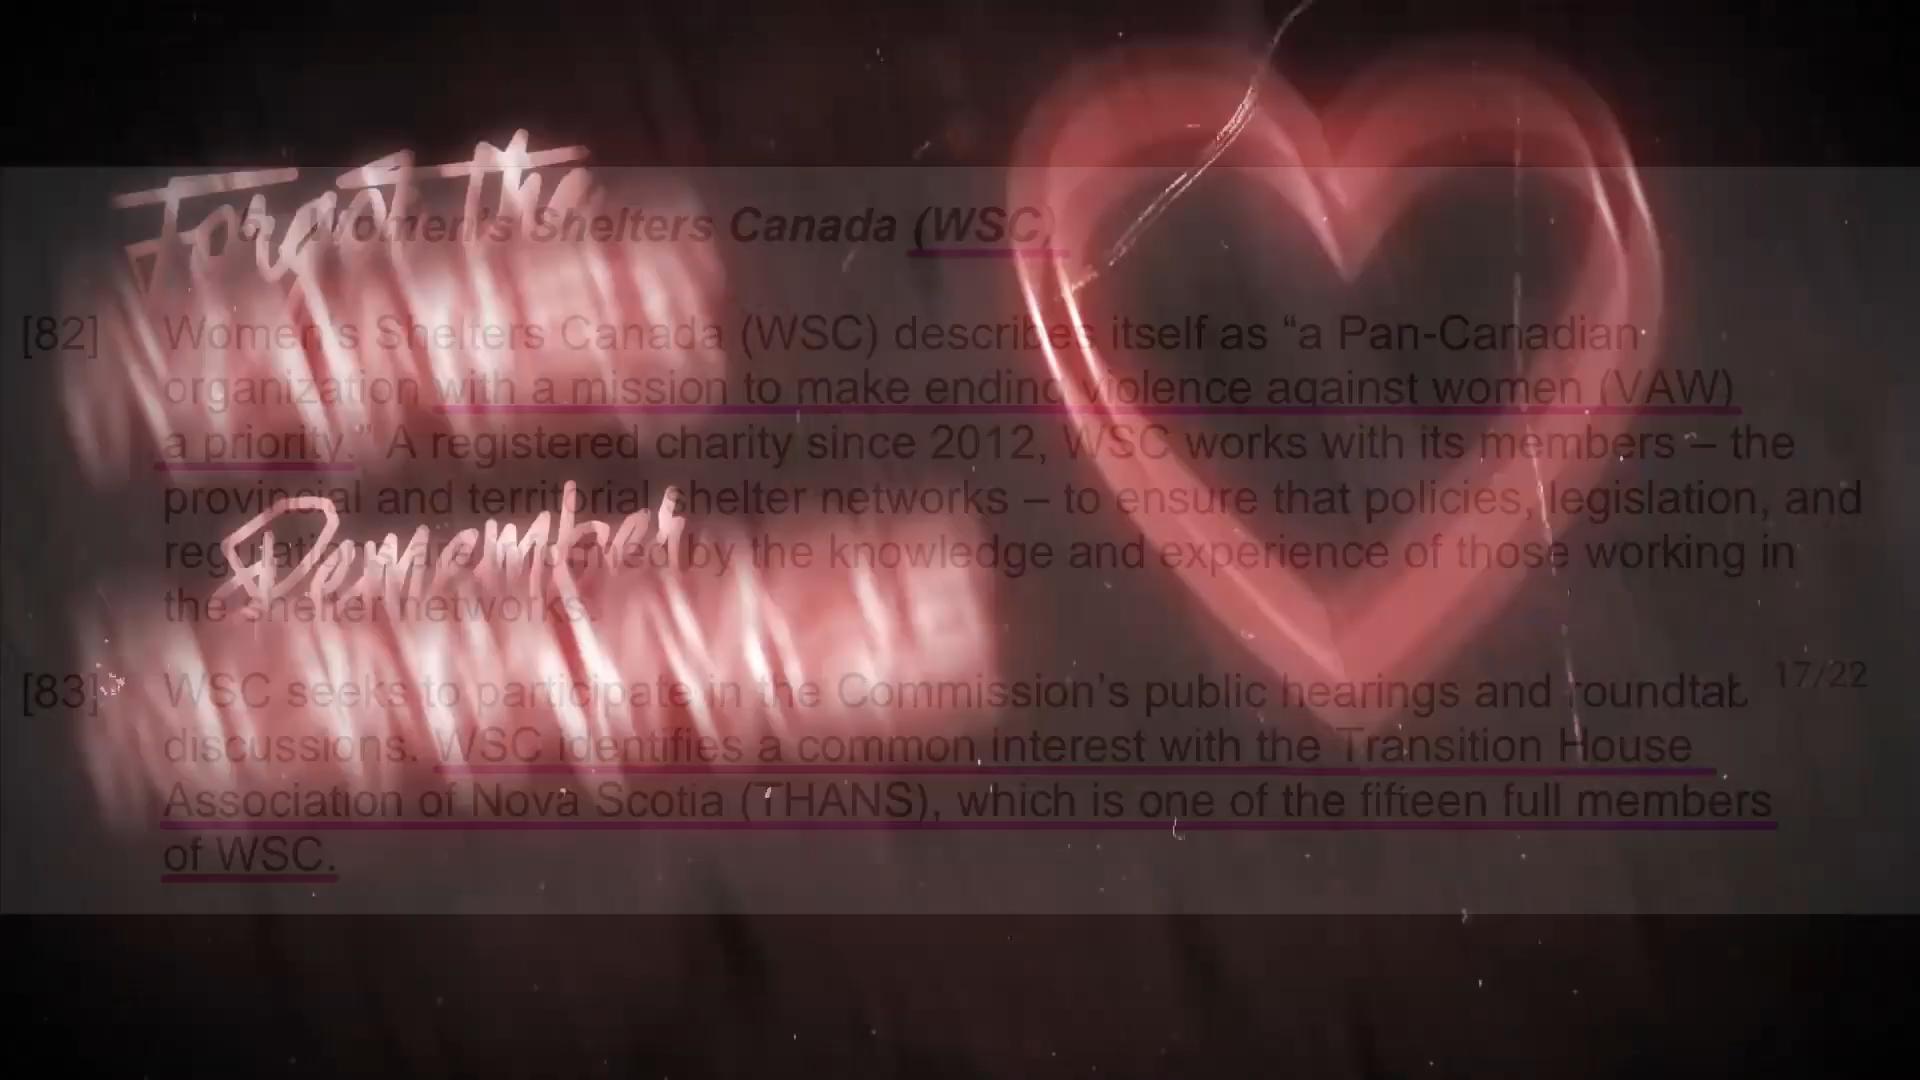 Forget the
Women's Shelters Canada (WSC)
[82] Women's Shelters Canada (WSC) describes itself as “a Pan-Canadian
organization with a mission to make ending violence against women (VAW)
a priority.” A registered charity since 2012, WSC works with its members – the
provincial and territorial shelter networks – to ensure that policies, legislation, and
by the knowledge and experience of those working in
the shelter networks.
Remember
[83] WSC seeks to participate in the Commission’s public hearings and
17/22
discussions. WSC identifies a common interest with the Transition House
Association of Nova Scotia (THANS), which is one of the fifteen full members
of WSC.